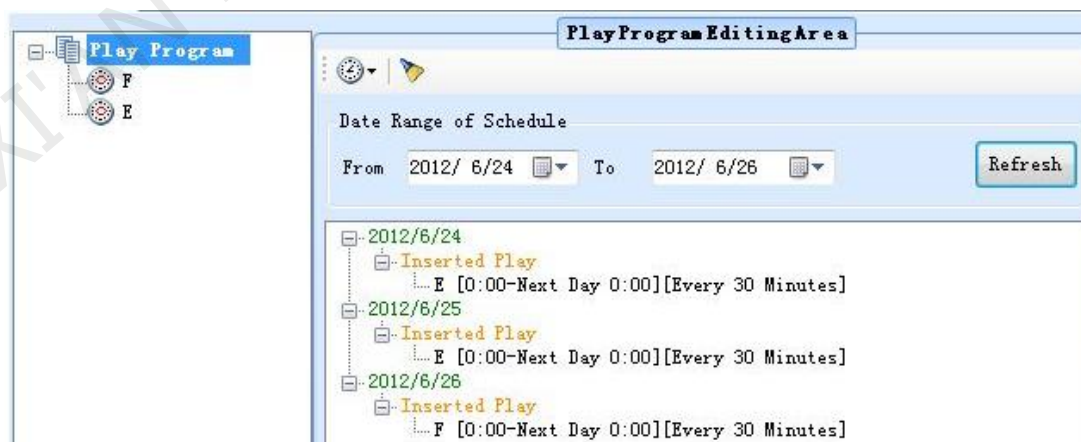 PlayProgramEditingArea
Play Program
F
E
Date Range of Schedule
From 2012/ 6/24 To 2012/ 6/26 Refresh
2012/6/24
Inserted Play
E [0:00-Next Day 0:00][Every 30 Minutes]
2012/6/25
Inserted Play
E [0:00-Next Day 0:00][Every 30 Minutes]
2012/6/26
Inserted Play
F [0:00-Next Day 0:00][Every 30 Minutes]
XI'AN